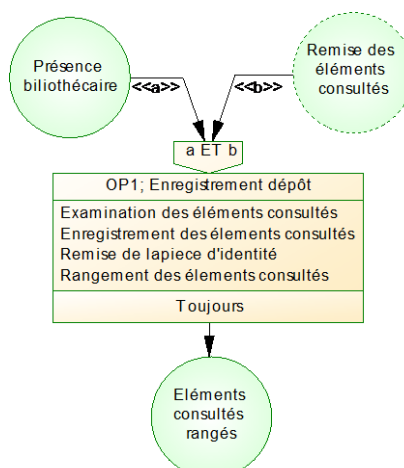 Présence
biliothécaire
Remise des
éléments
consultés
<<a>>
<<b>>
a ET b
OP1; Enregistrement dépôt
Examination des éléments consultés
Enregistrement des élements consultés
Remise de lapiece d'identité
Rangement des élements consultés
Toujours
Eléments
consultés
rangés